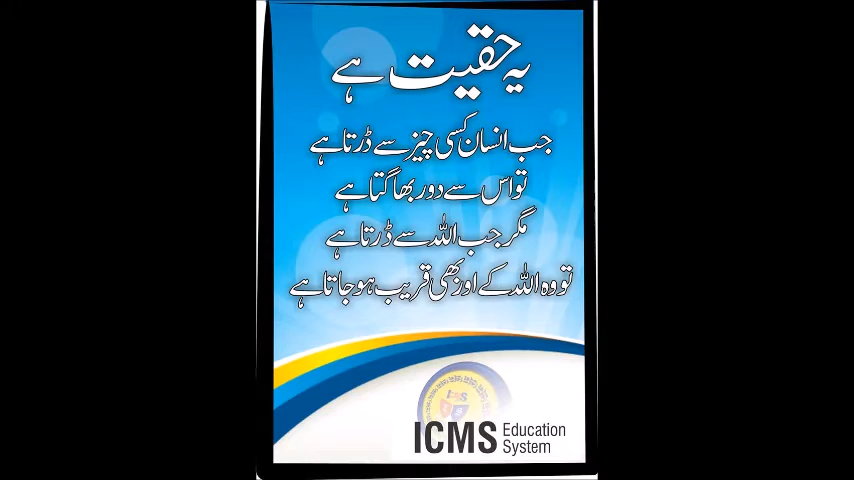 یہ حقیت ہے
جب انسان کسی چیز سے ڈرتا ہے
تو اس سے دور بھاگتا ہے
مگر جب اللہ سے ڈرتا ہے
تو وہ اللہ کے اور بھی قریب ہو جاتا ہے
ICMS Education
System